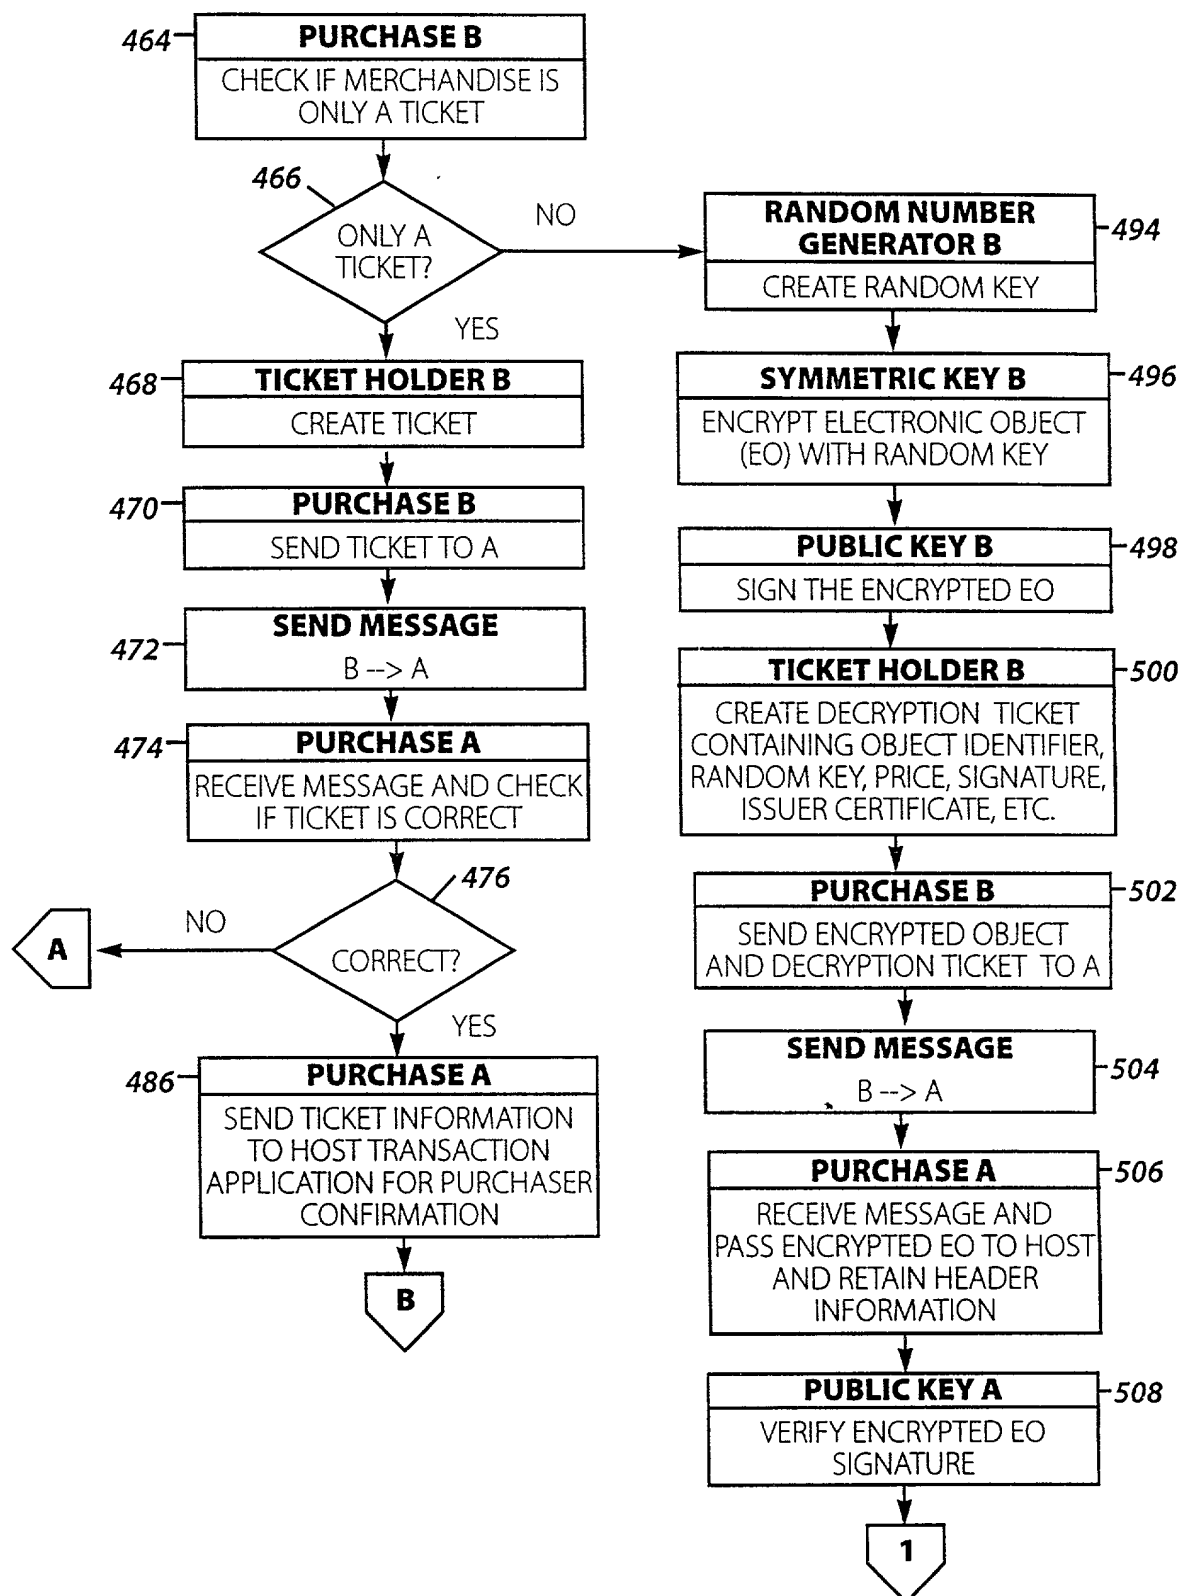 464
PURCHASE B
CHECK IF MERCHANDISE IS
ONLY A TICKET
466
ONLY A
TICKET?
NO
YES
468
TICKET HOLDER B
CREATE TICKET
470
PURCHASE B
SEND TICKET TO A
472
SEND MESSAGE
B --> A
474
PURCHASE A
RECEIVE MESSAGE AND CHECK
IF TICKET IS CORRECT
476
CORRECT?
NO
A
YES
486
PURCHASE A
SEND TICKET INFORMATION
TO HOST TRANSACTION
APPLICATION FOR PURCHASER
CONFIRMATION
B
RANDOM NUMBER
GENERATOR B
494
CREATE RANDOM KEY
SYMMETRIC KEY B
496
ENCRYPT ELECTRONIC OBJECT
(EO) WITH RANDOM KEY
PUBLIC KEY B
498
SIGN THE ENCRYPTED EO
TICKET HOLDER B
500
CREATE DECRYPTION TICKET
CONTAINING OBJECT IDENTIFIER,
RANDOM KEY, PRICE, SIGNATURE,
ISSUER CERTIFICATE, ETC.
PURCHASE B
502
SEND ENCRYPTED OBJECT
AND DECRYPTION TICKET TO A
SEND MESSAGE
504
B --> A
PURCHASE A
506
RECEIVE MESSAGE AND
PASS ENCRYPTED EO TO HOST
AND RETAIN HEADER
INFORMATION
PUBLIC KEY A
508
VERIFY ENCRYPTED EO
SIGNATURE
1